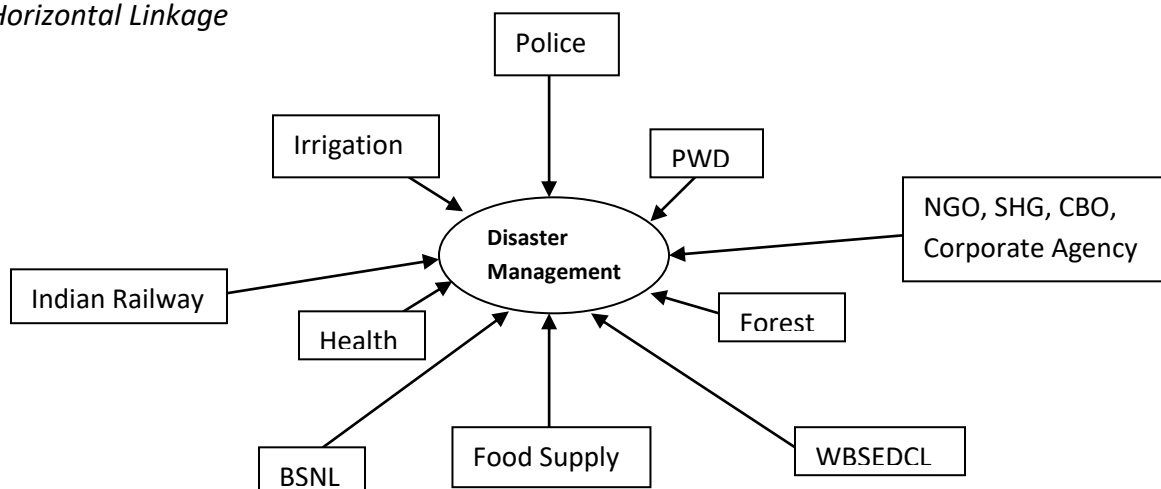 Horizontal Linkage
Police
Irrigation
PWD
NGO, SHG, CBO,
Corporate Agency
Disaster
Management
Indian Railway
Health
Forest
BSNL
Food Supply
WBSEDCL